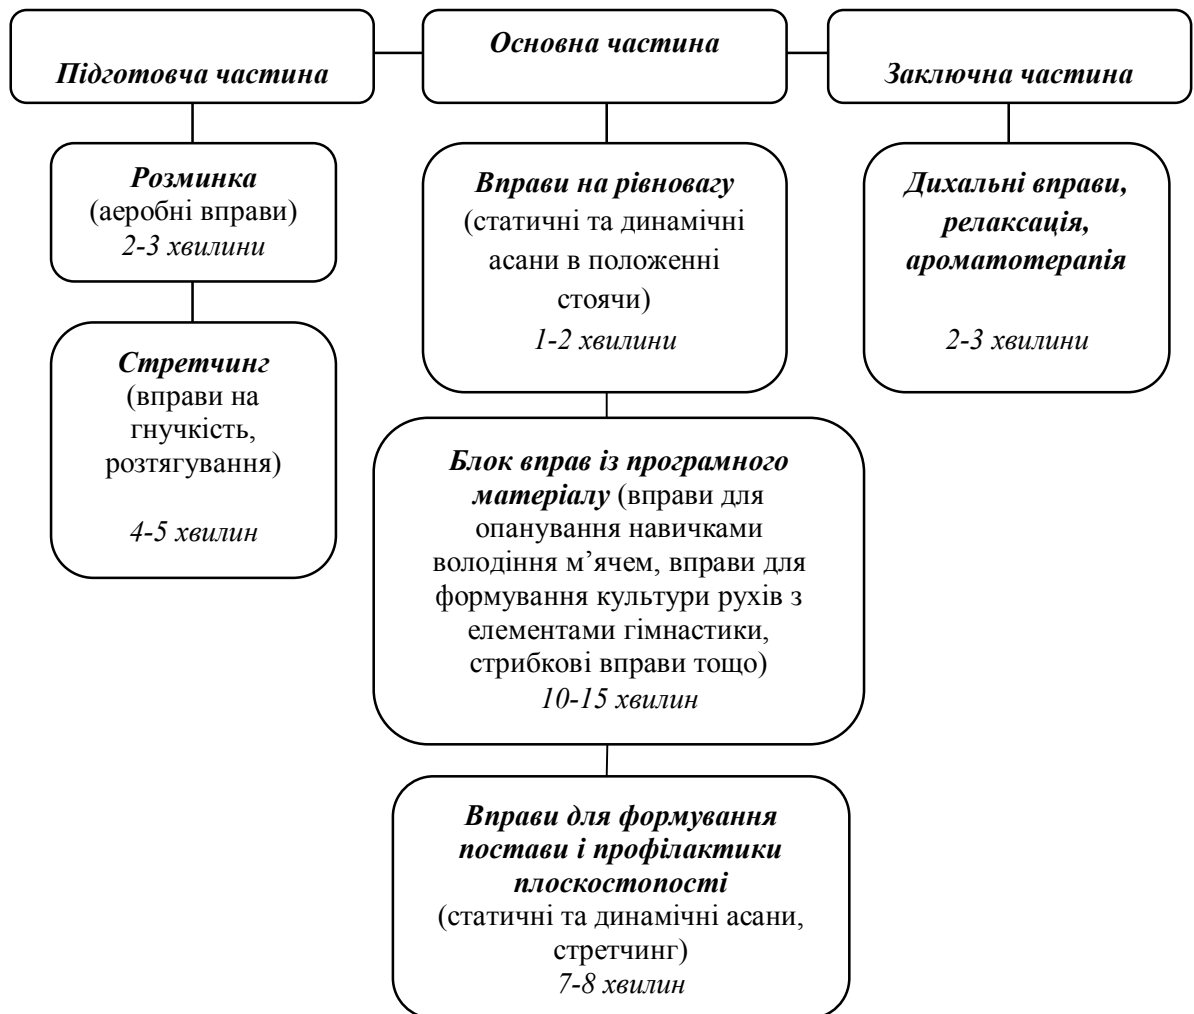 Підготовча частина
Основна частина
Заключна частина
Розминка
(аеробні вправи)
2-3 хвилини
Стретчинг
(вправи на
гнучкість,
розтягування)
4-5 хвилин
Вправи на рівновагу
(статичні та динамічні
асани в положенні
стоячи)
1-2 хвилини
Блок вправ із програмного
матеріалу (вправи для
опанування навичками
володіння м’ячем, вправи для
формування культури рухів з
елементами гімнастики,
стрибкові вправи тощо)
10-15 хвилин
Вправи для формування
постави і профілактики
плоскостопості
(статичні та динамічні асани,
стретчинг)
7-8 хвилин
Дихальні вправи,
релаксація,
ароматотерапія
2-3 хвилини